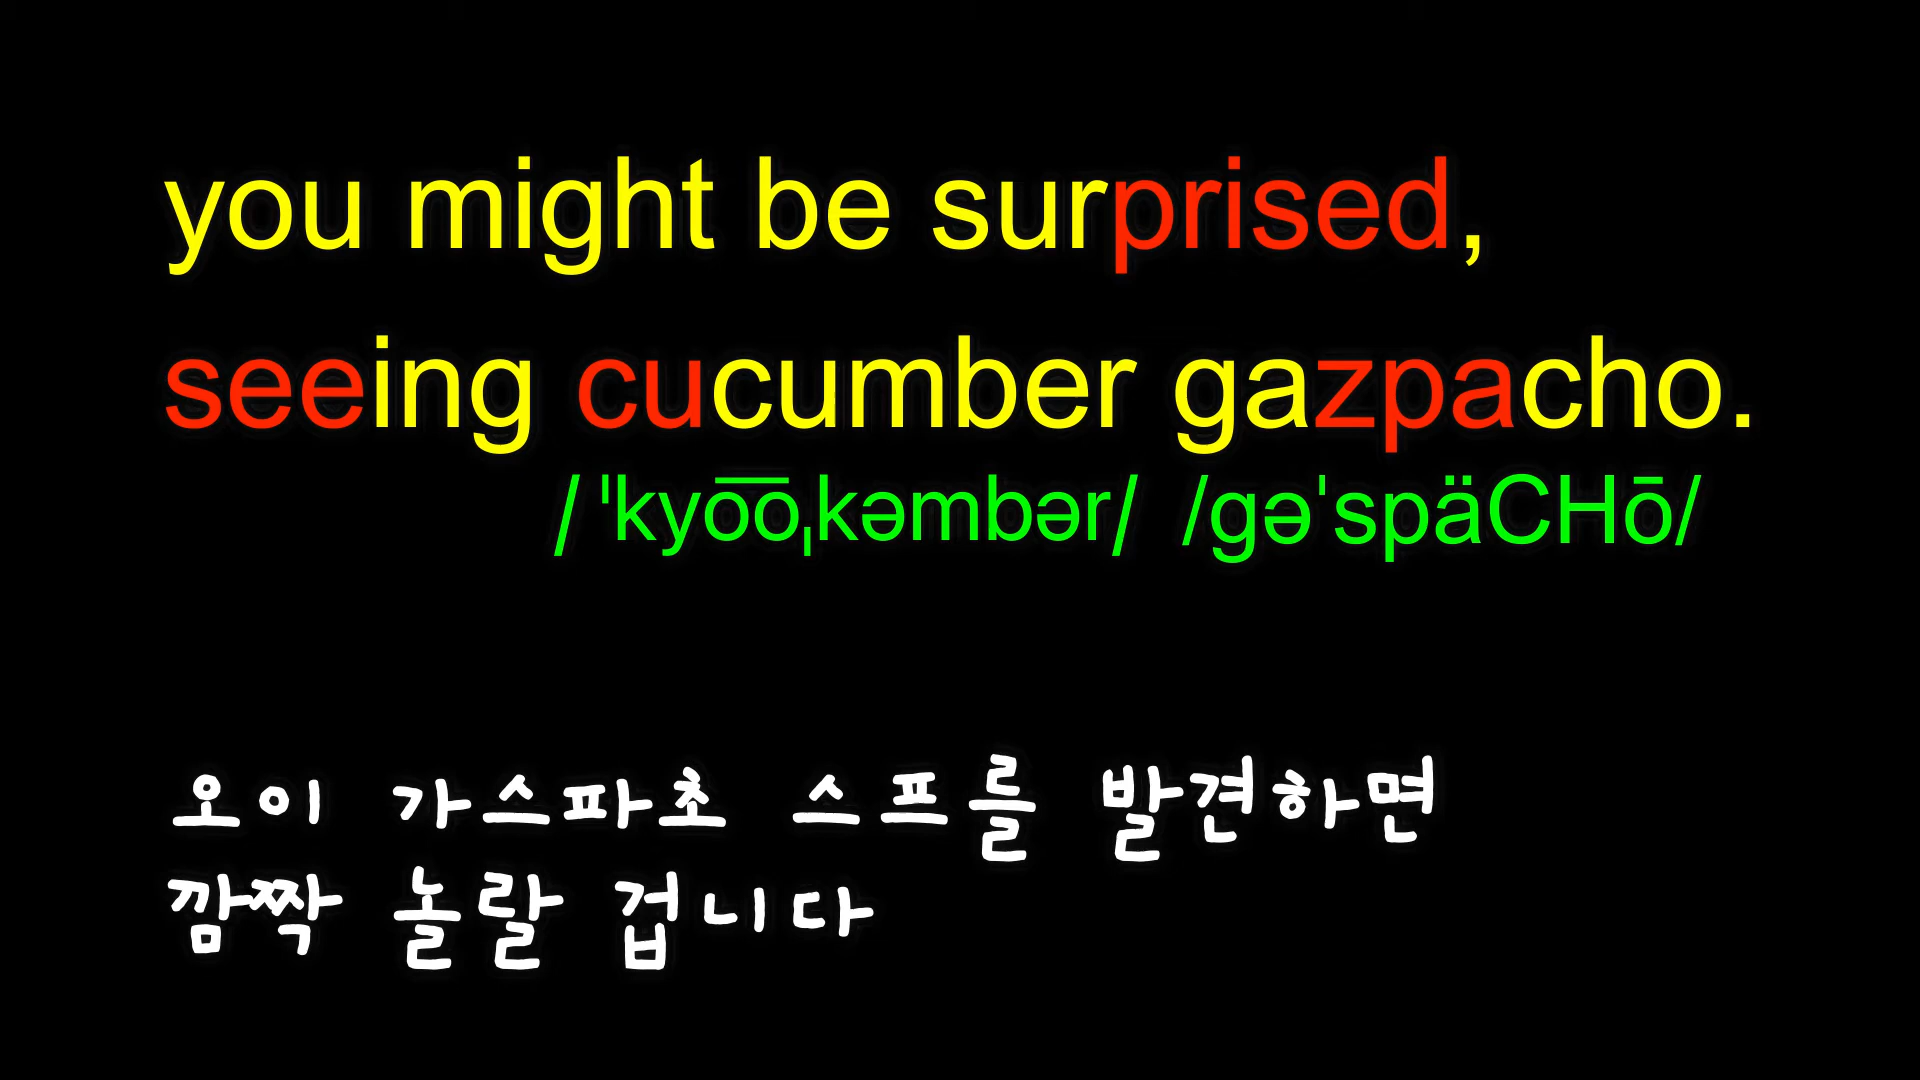 you might be surprised,
seeing cucumber gazpacho.
/ˈkyo͞oˌkəmbər/ /ɡəˈspäCHō/
오이 가스파초 스프를 발견하면
깜짝 놀랄 겁니다